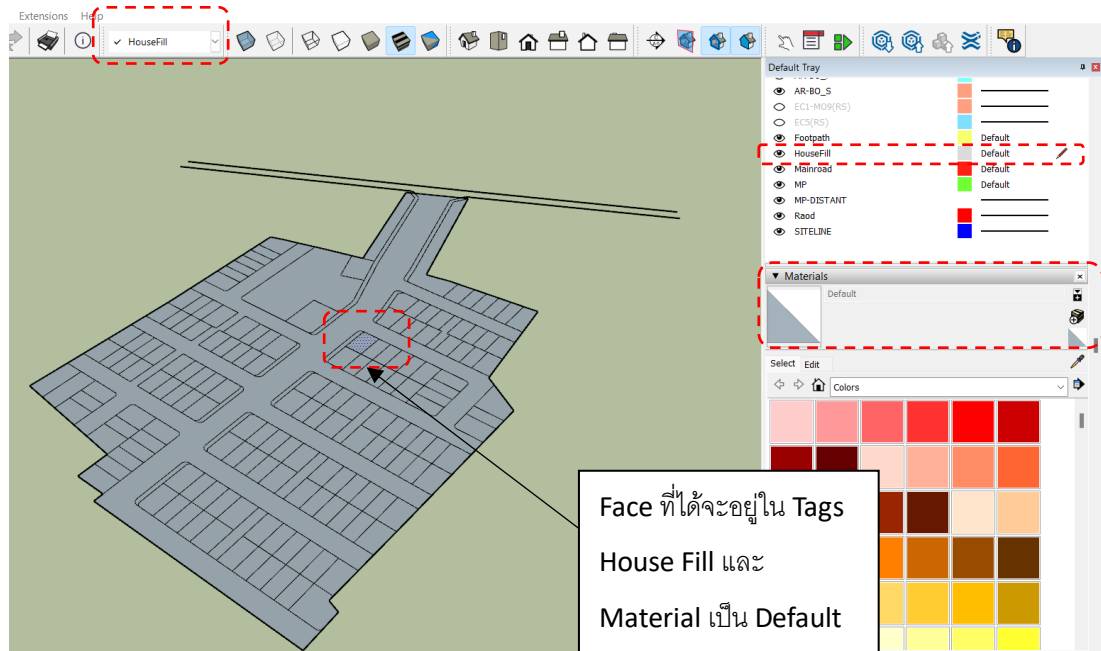 Extensions Help
HouseFill
Default Tray
AR-BO_S
EC1-MO9(RS)
EC5(RS)
Footpath Default
HouseFill Default
Mainroad Default
MP Default
MP-DISTANT
Raod
SITELINE
Materials
Default
Select Edit
Colors
Face ที่ได้จะอยู่ใน Tags
House Fill และ
Material เป็น Default